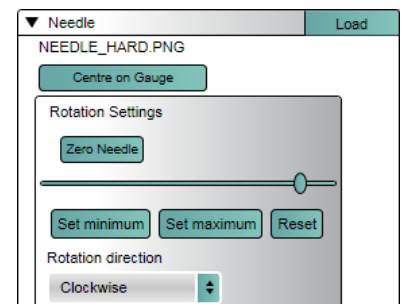 Needle Load
NEEDLE_HARD.PNG
Centre on Gauge
Rotation Settings
Zero Needle
Set minimum Set maximum Reset
Rotation direction
Clockwise